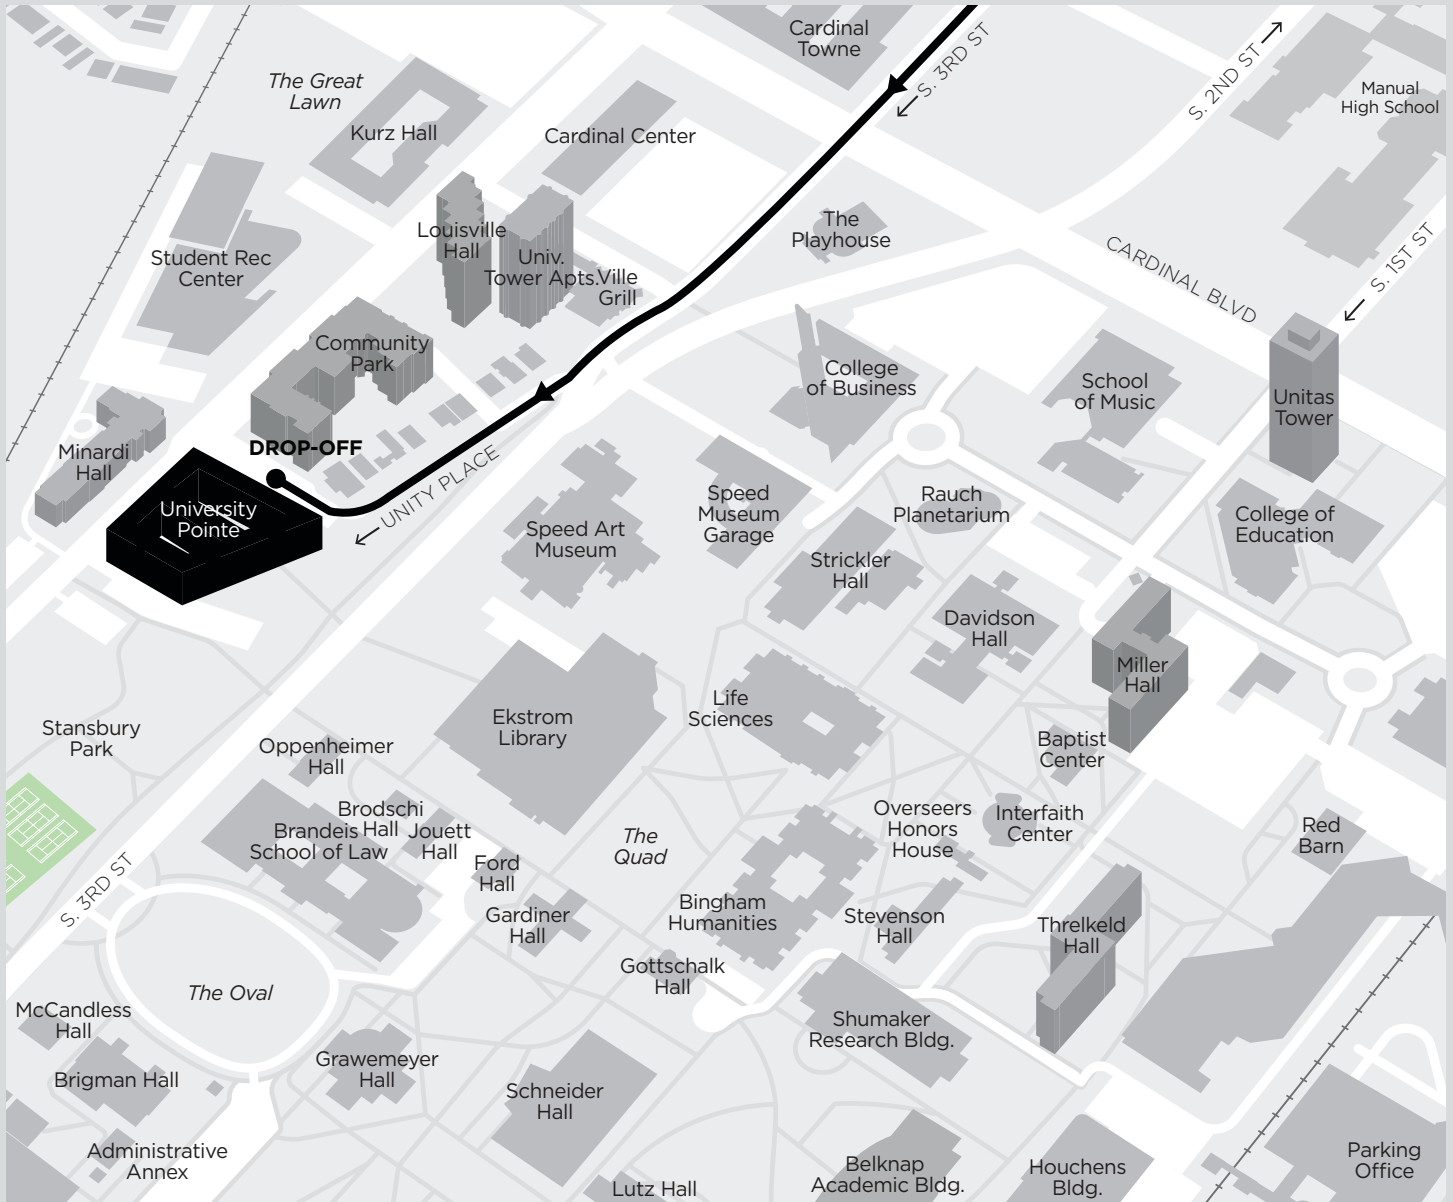 Cardinal
Towne
S. 3RD ST
S. 2ND ST
Manual
High School
The Great
Lawn
Kurz Hall
Cardinal Center
The
Playhouse
Louisville
Hall
Univ.
Tower Apts.
Ville
Grill
Student Rec
Center
CARDINAL BLVD
S. 1ST ST
Community
Park
College
of Business
School
of Music
Unitas
Tower
Minardi
Hall
DROP-OFF
University
Pointe
UNITY PLACE
Speed Art
Museum
Speed
Museum
Garage
Rauch
Planetarium
College of
Education
Strickler
Hall
Davidson
Hall
Miller
Hall
Life
Sciences
Ekstrom
Library
Stansbury
Park
Oppenheimer
Hall
Baptist
Center
Brodschi
Hall
Brandeis
School of Law
Jouett
Hall
Ford
Hall
The
Quad
Overseers
Honors
House
Interfaith
Center
Red
Barn
S. 3RD ST
Gardiner
Hall
Bingham
Humanities
Stevenson
Hall
Threlkeld
Hall
Gottschalk
Hall
The Oval
McCandless
Hall
Shumaker
Research Bldg.
Brigman Hall
Grawemeyer
Hall
Schneider
Hall
Administrative
Annex
Lutz Hall
Belknap
Academic Bldg.
Houchens
Bldg.
Parking
Office